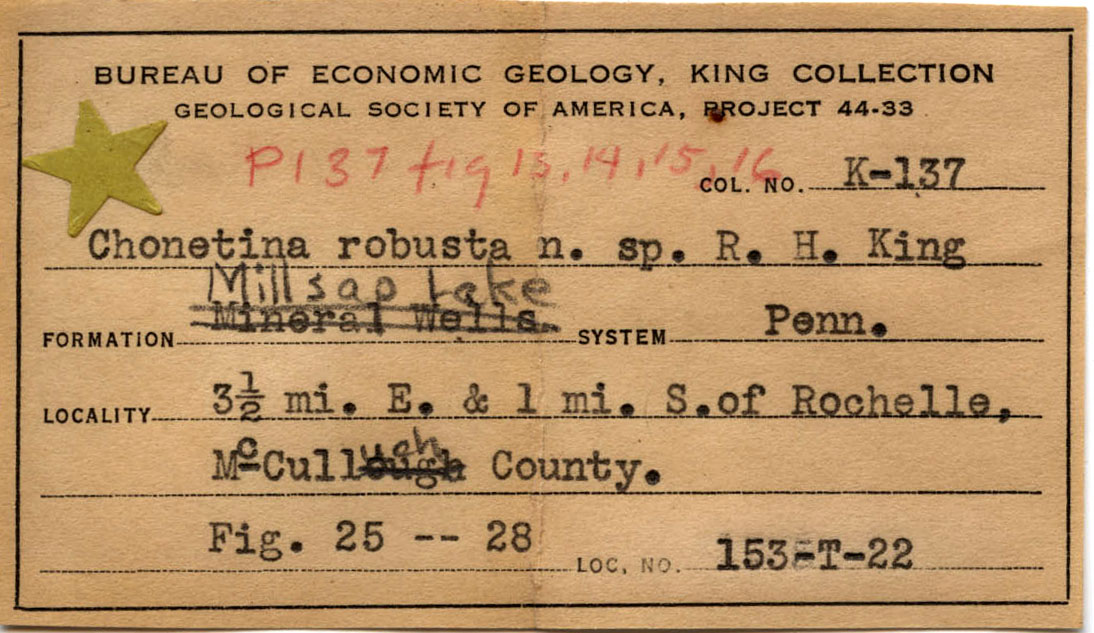 BUREAU OF ECONOMIC GEOLOGY, KING COLLECTION
GEOLOGICAL SOCIETY OF AMERICA, PROJECT 44-33
P137 fig 13, 14, 15, 16
COL. NO. K-137
Chonetina robusta n. sp. R. H. King
Millsap Lake
FORMATION Mineral Wells. SYSTEM Penn.
LOCALITY 3½ mi. E. & 1 mi. S.of Rochelle,
uch
McCullough County.
Fig. 25 -- 28 LOC. NO. 153-T-22